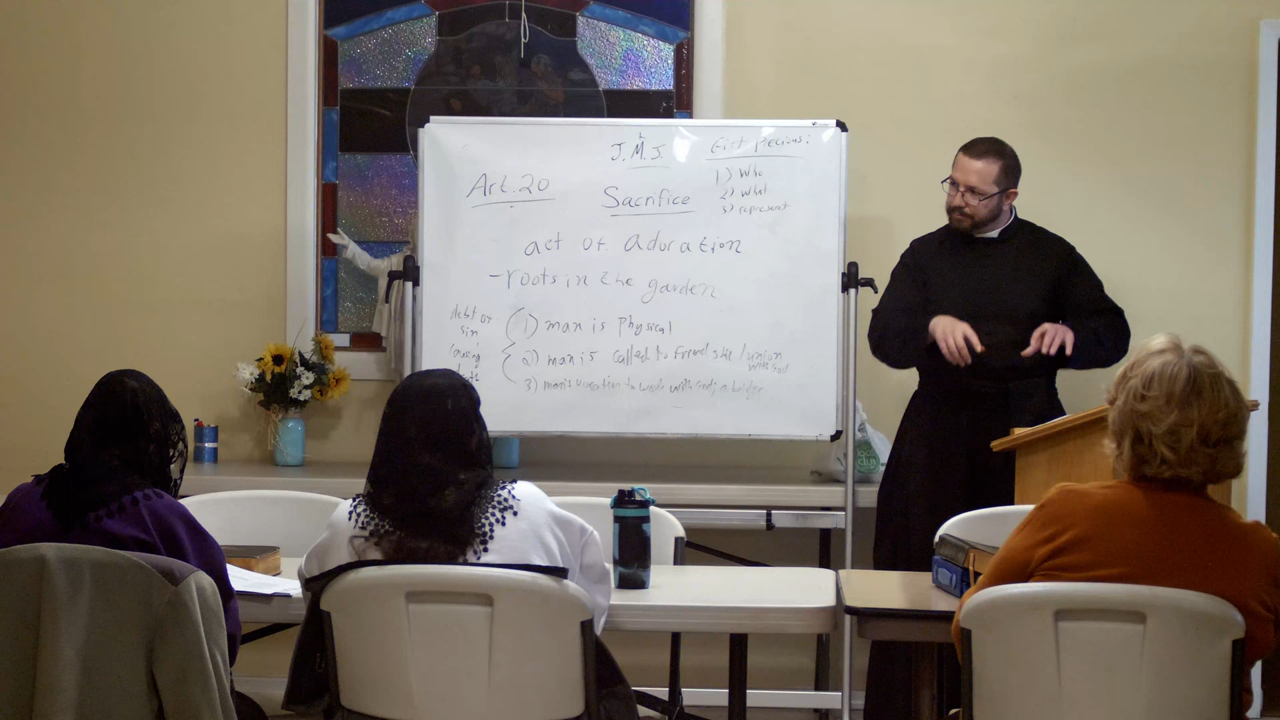 J.M.J.
Art. 20
Sacrifice
1) Who
2) What
3) represent
act of adoration
- roots in the garden
debt of
sin
1) man is physical
2) man is called to friendship/union
with God
3) man's vocation to work with God